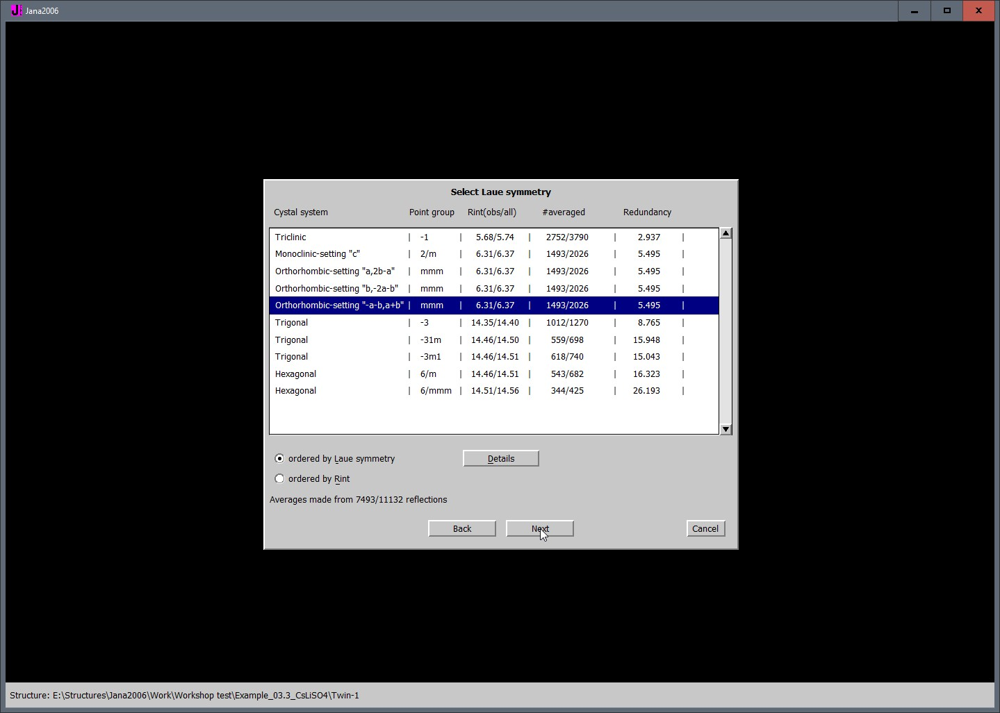 Jana2006
Select Laue symmetry
Cystal system Point group Rint(obs/all) #averaged Redundancy
Triclinic | -1 | 5.68/5.74 | 2752/3790 | 2.937 |
Monoclinic-setting "c" | 2/m | 6.31/6.37 | 1493/2026 | 5.495 |
Orthorhombic-setting "a,2b-a" | mmm | 6.31/6.37 | 1493/2026 | 5.495 |
Orthorhombic-setting "b,-2a-b" | mmm | 6.31/6.37 | 1493/2026 | 5.495 |
Orthorhombic-setting "-a-b,a+b" | mmm | 6.31/6.37 | 1493/2026 | 5.495 |
Trigonal | -3 | 14.35/14.40 | 1012/1270 | 8.765 |
Trigonal | -31m | 14.46/14.50 | 559/698 | 15.948 |
Trigonal | -3m1 | 14.46/14.51 | 618/740 | 15.043 |
Hexagonal | 6/m | 14.46/14.51 | 543/682 | 16.323 |
Hexagonal | 6/mmm | 14.51/14.56 | 344/425 | 26.193 |
ordered by Laue symmetry Details
ordered by Rint
Averages made from 7493/11132 reflections
Back Next Cancel
Structure: E:\Structures\Jana2006\Work\Workshop test\Example_03.3_CsLiSO4\Twin-1